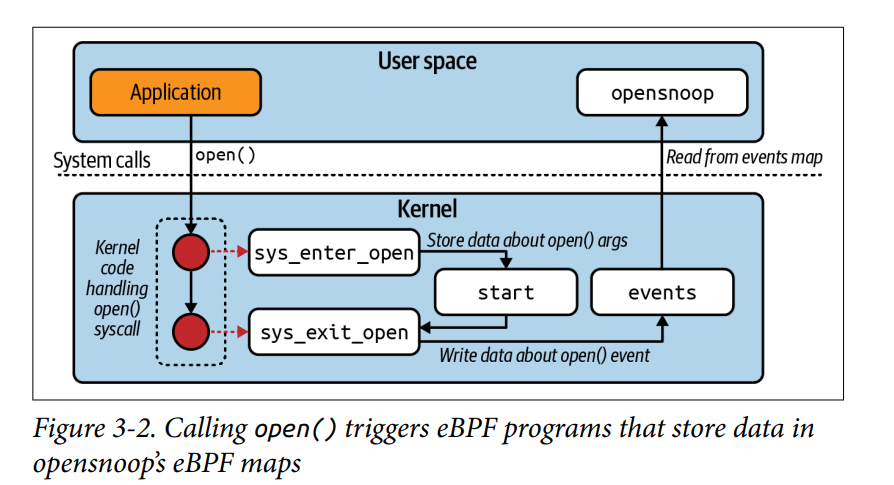 User space
Application
opensnoop
System calls
open()
Read from events map
Kernel
Kernel
code
handling
open()
syscall
sys_enter_open
Store data about open() args
start
events
sys_exit_open
Write data about open() event
Figure 3-2. Calling open() triggers eBPF programs that store data in
opensnoop’s eBPF maps